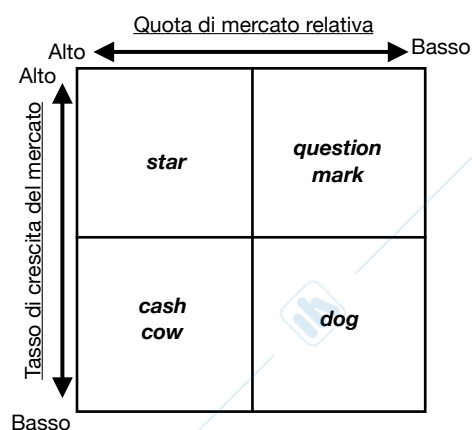 Quota di mercato relativa
Alto
Basso
Alto
Tasso di crescita del mercato
star
question
mark
cash
cow
dog
Basso